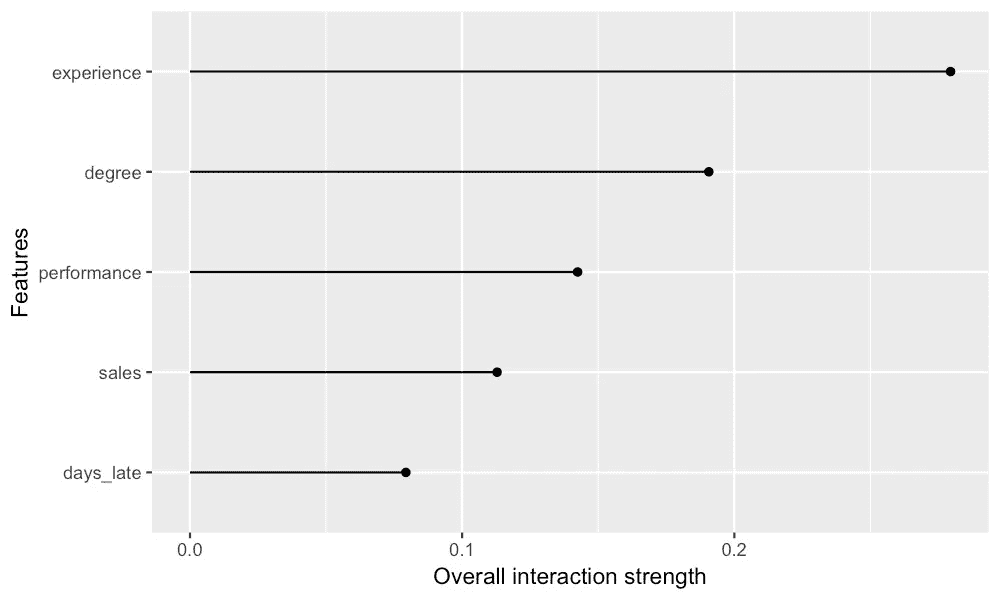 experience
degree
performance
sales
days_late
Features
0.0 0.1 0.2
Overall interaction strength